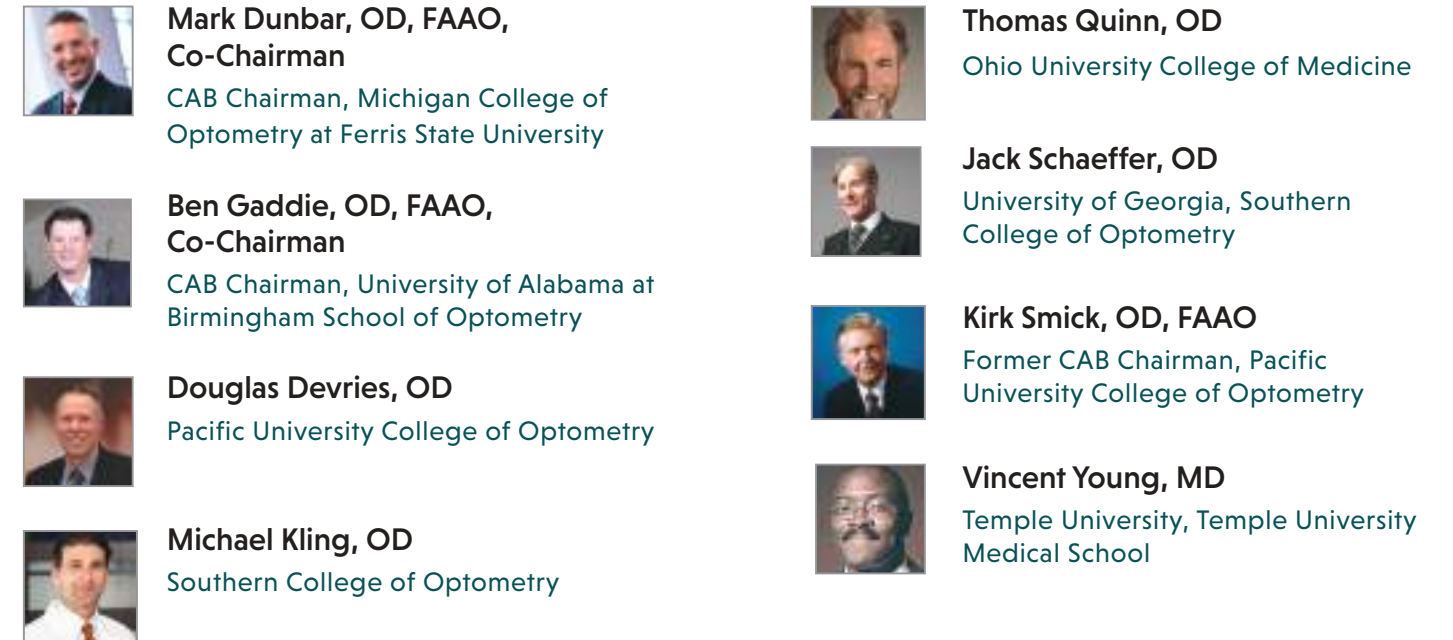 Mark Dunbar, OD, FAAO,
Co-Chairman
CAB Chairman, Michigan College of
Optometry at Ferris State University
Ben Gaddie, OD, FAAO,
Co-Chairman
CAB Chairman, University of Alabama at
Birmingham School of Optometry
Douglas Devries, OD
Pacific University College of Optometry
Michael Kling, OD
Southern College of Optometry
Thomas Quinn, OD
Ohio University College of Medicine
Jack Schaeffer, OD
University of Georgia, Southern
College of Optometry
Kirk Smick, OD, FAAO
Former CAB Chairman, Pacific
University College of Optometry
Vincent Young, MD
Temple University, Temple University
Medical School